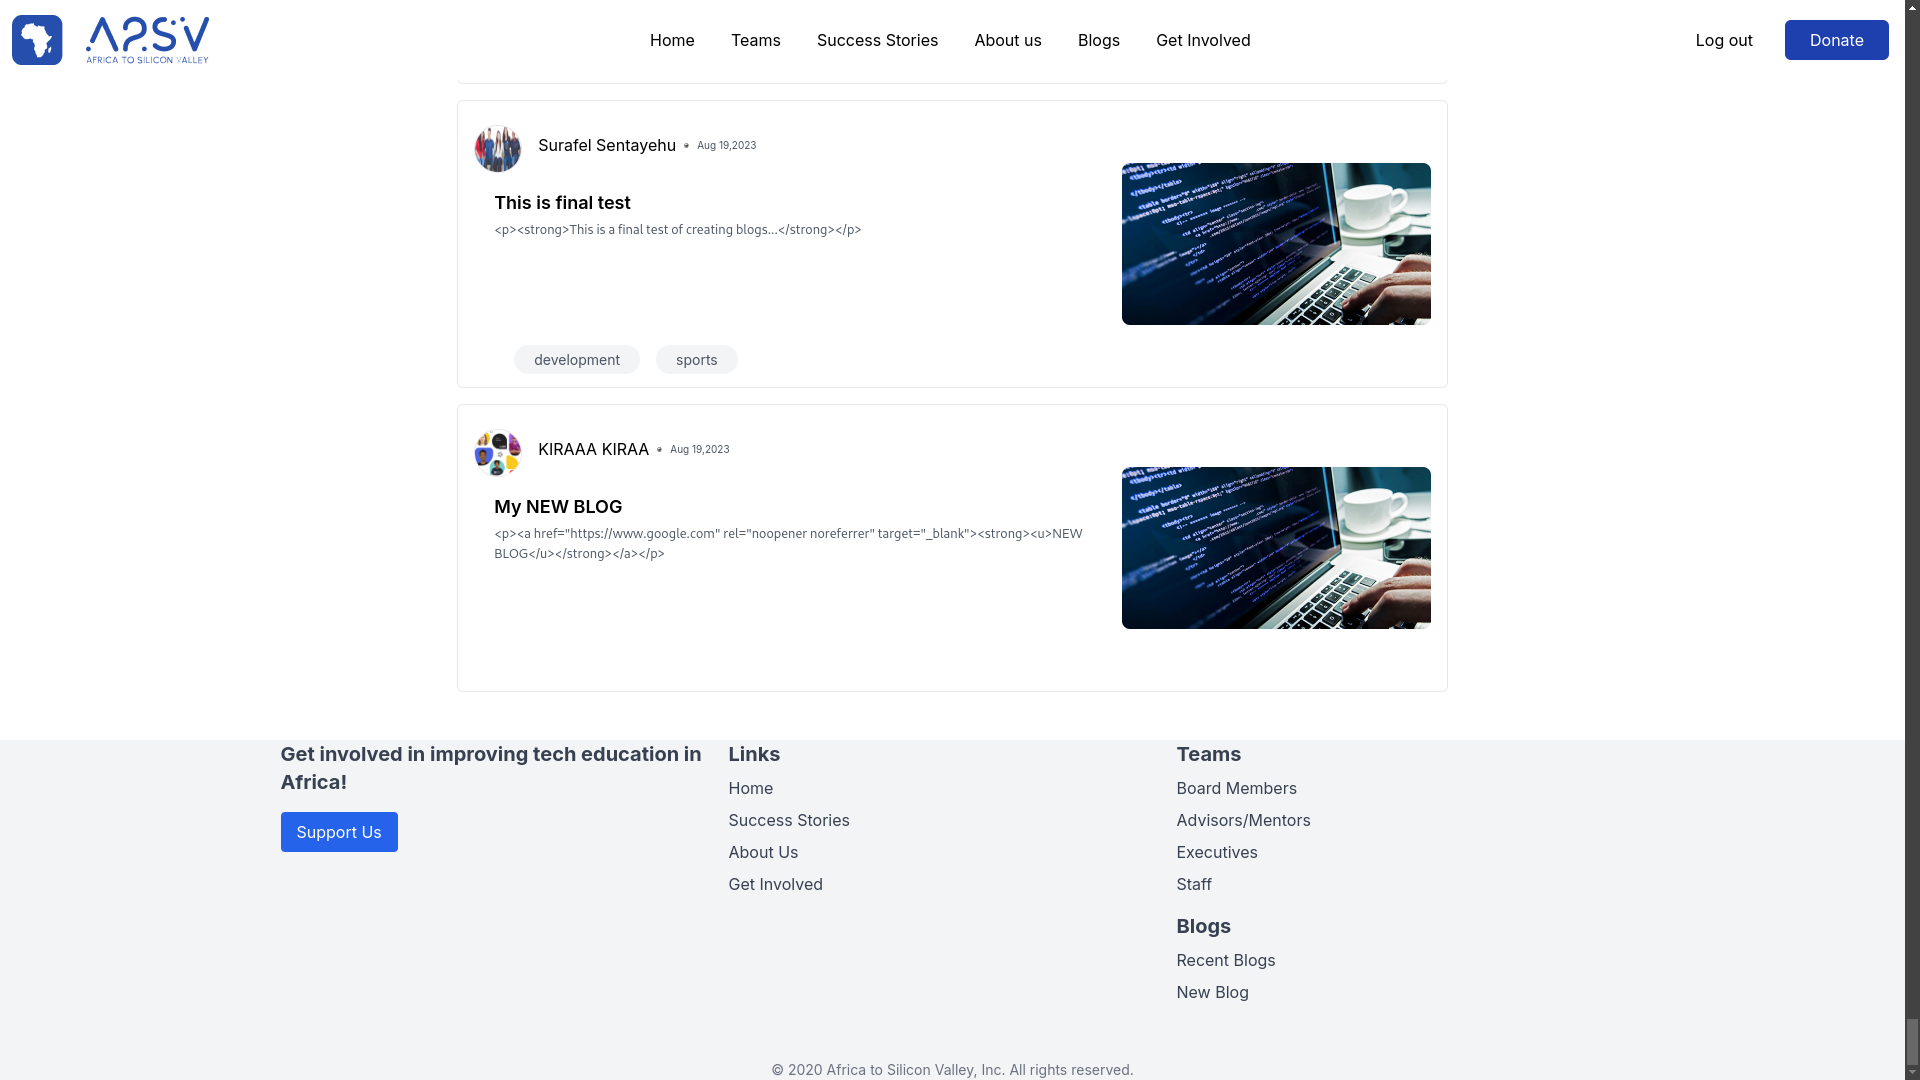 A2SV
AFRICA TO SILICON VALLEY
Home Teams Success Stories About us Blogs Get Involved
Log out Donate
Surafel Sentayehu • Aug 19,2023
This is final test
<p><strong>This is a final test of creating blogs...</strong></p>
development sports
KIRAAA KIRAA • Aug 19,2023
My NEW BLOG
<p><a href="https://www.google.com" rel="noopener noreferrer" target="_blank"><strong><u>NEW
BLOG</u></strong></a></p>
Get involved in improving tech education in
Africa!
Support Us
Links
Home
Success Stories
About Us
Get Involved
Teams
Board Members
Advisors/Mentors
Executives
Staff
Blogs
Recent Blogs
New Blog
© 2020 Africa to Silicon Valley, Inc. All rights reserved.